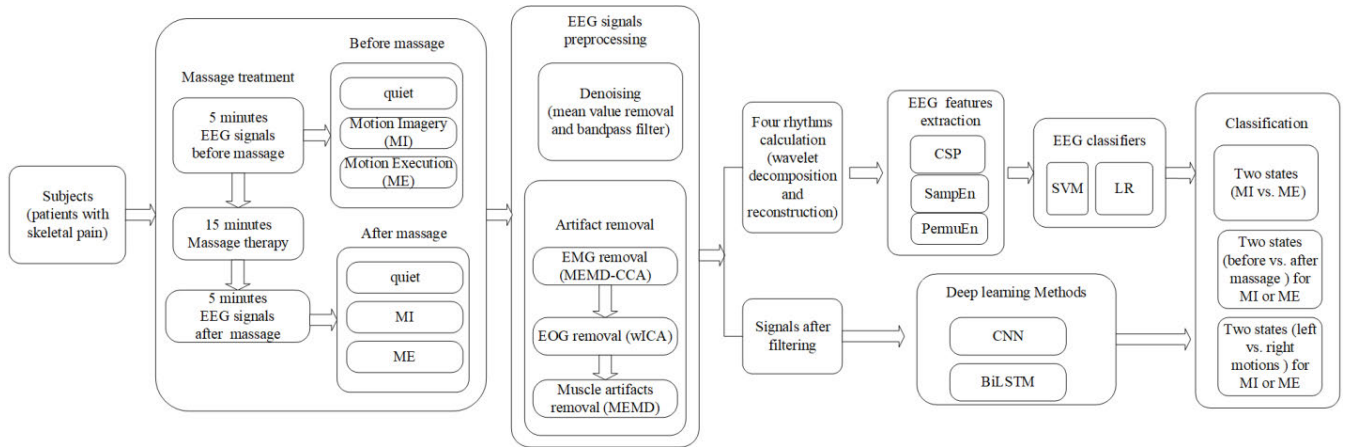 Subjects
(patients with
skeletal pain)
Massage treatment
5 minutes
EEG signals
before massage
15 minutes
Massage therapy
5 minutes
EEG signals
after massage
Before massage
quiet
Motion Imagery
(MI)
Motion Execution
(ME)
After massage
quiet
MI
ME
EEG signals
preprocessing
Denoising
(mean value removal
and bandpass filter)
Artifact removal
EMG removal
(MEMD-CCA)
EOG removal (wICA)
Muscle artifacts
removal (MEMD)
Four rhythms
calculation
(wavelet
decomposition
and
reconstruction)
EEG features
extraction
CSP
SampEn
PermuEn
EEG classifiers
SVM
LR
Signals after
filtering
Deep learning Methods
CNN
BiLSTM
Classification
Two states
(MI vs. ME)
Two states
(before vs. after
massage ) for
MI or ME
Two states (left
vs. right
motions ) for
MI or ME